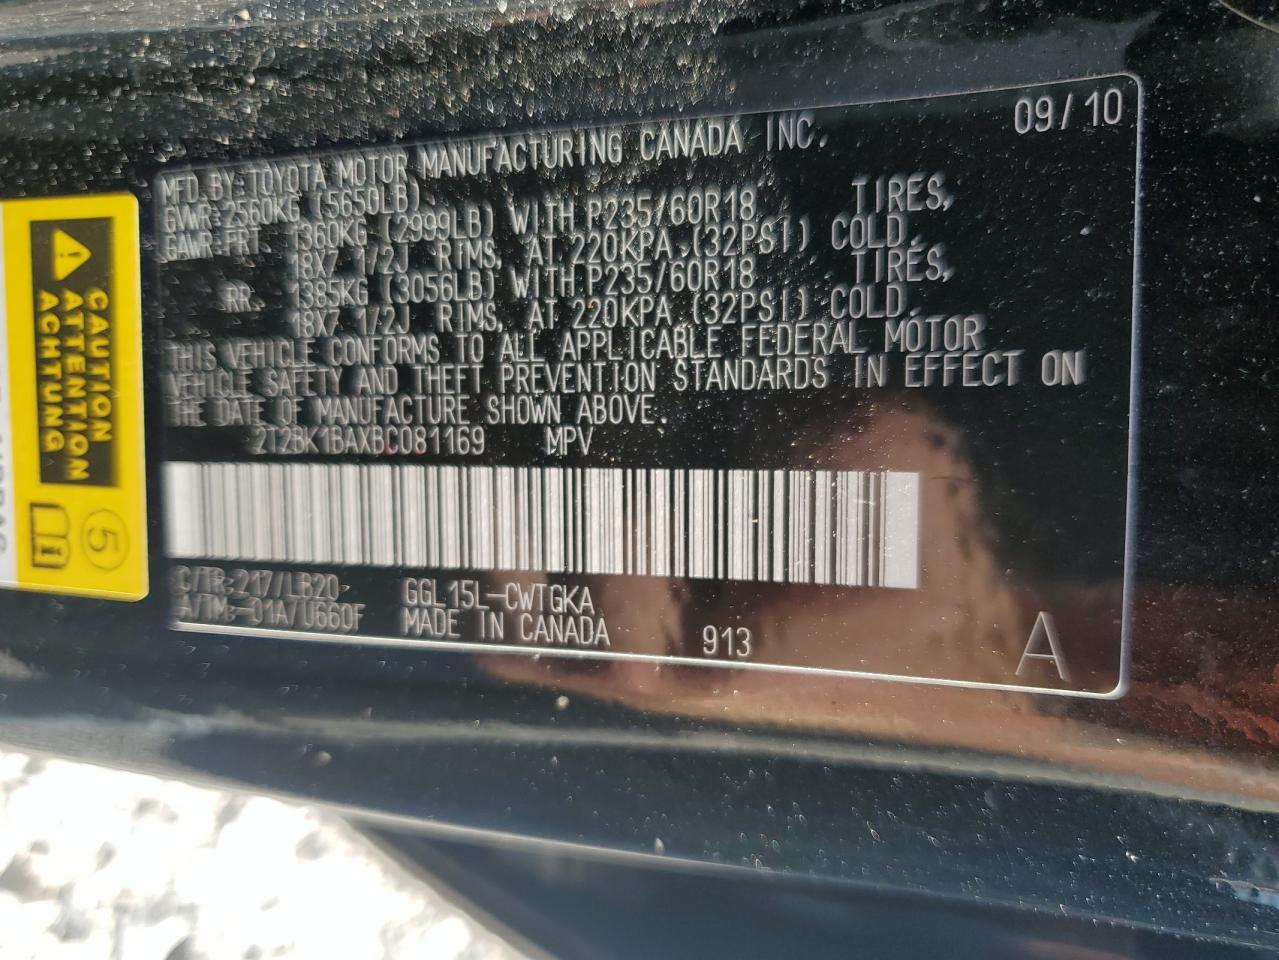 MFD BY:TOYOTA MOTOR MANUFACTURING CANADA INC. 09/10
GVWR:2560KG (5650LB)
GAWR:FRT 1360KG (2999LB) WITH P235/60R18 TIRES,
18X7 1/2J RIMS, AT 220KPA (32PSI) COLD.
RR 1385KG (3056LB) WITH P235/60R18 TIRES,
18X7 1/2J RIMS, AT 220KPA (32PSI) COLD.
THIS VEHICLE CONFORMS TO ALL APPLICABLE FEDERAL MOTOR
VEHICLE SAFETY AND THEFT PREVENTION STANDARDS IN EFFECT ON
THE DATE OF MANUFACTURE SHOWN ABOVE.
2T2BK1BAXBC081169 MPV
C/TR:217/LB20 GGL15L-CWTGKA
A/TM:-01A/U660F MADE IN CANADA 913 A
CAUTION
ATTENTION
ACHTUNG
5